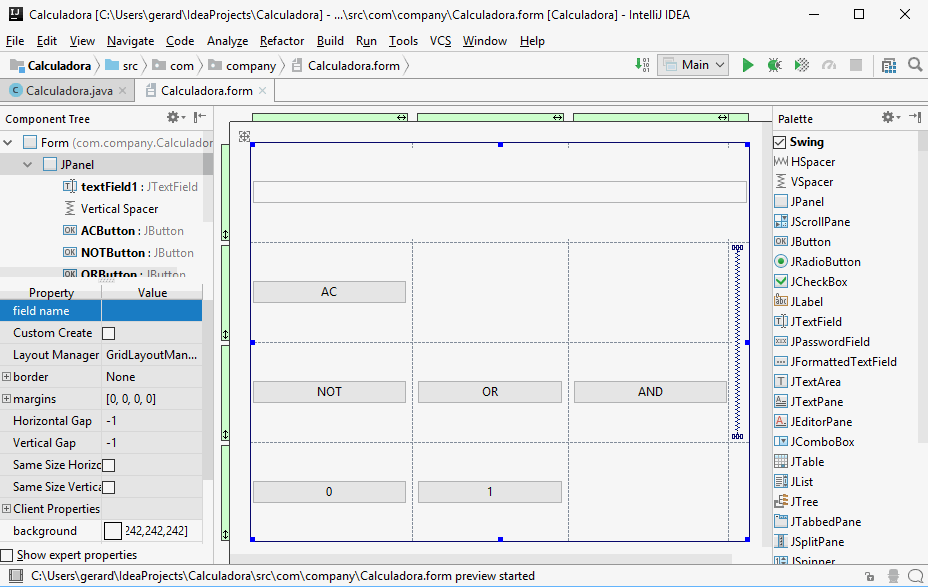 Calculadora [C:\Users\gerard\IdeaProjects\Calculadora] - ...\src\com\company\Calculadora.form [Calculadora] - IntelliJ IDEA
File Edit View Navigate Code Analyze Refactor Build Run Tools VCS Window Help
Calculadora src com company Calculadora.form Main
Calculadora.java Calculadora.form
Component Tree
Form (com.company.Calculador
JPanel
textField1 : JTextField
Vertical Spacer
ACButton : JButton
NOTButton : JButton
ORButton : JButton
Property Value
field name
Custom Create
Layout Manager GridLayoutMan...
border None
margins [0, 0, 0, 0]
Horizontal Gap -1
Vertical Gap -1
Same Size Horizo
Same Size Vertica
Client Properties
background 242,242,242]
Show expert properties
AC
NOT OR AND
0 1
Palette
Swing
HSpacer
VSpacer
JPanel
JScrollPane
JButton
JRadioButton
JCheckBox
JLabel
JTextField
JPasswordField
JFormattedTextField
JTextArea
JTextPane
JEditorPane
JComboBox
JTable
JList
JTree
JTabbedPane
JSplitPane
JSpinner
C:\Users\gerard\IdeaProjects\Calculadora\src\com\company\Calculadora.form preview started